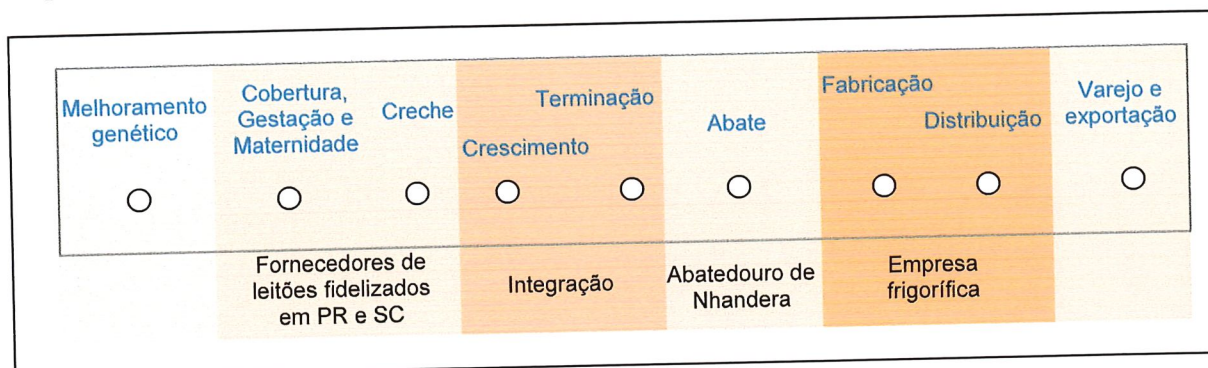 Melhoramento
genético
Cobertura,
Gestação e
Maternidade
Creche
Crescimento
Terminação
Abate
Fabricação
Distribuição
Varejo e
exportação
Fornecedores de
leitões fidelizados
em PR e SC
Integração
Abatedouro de
Nhandera
Empresa
frigorífica